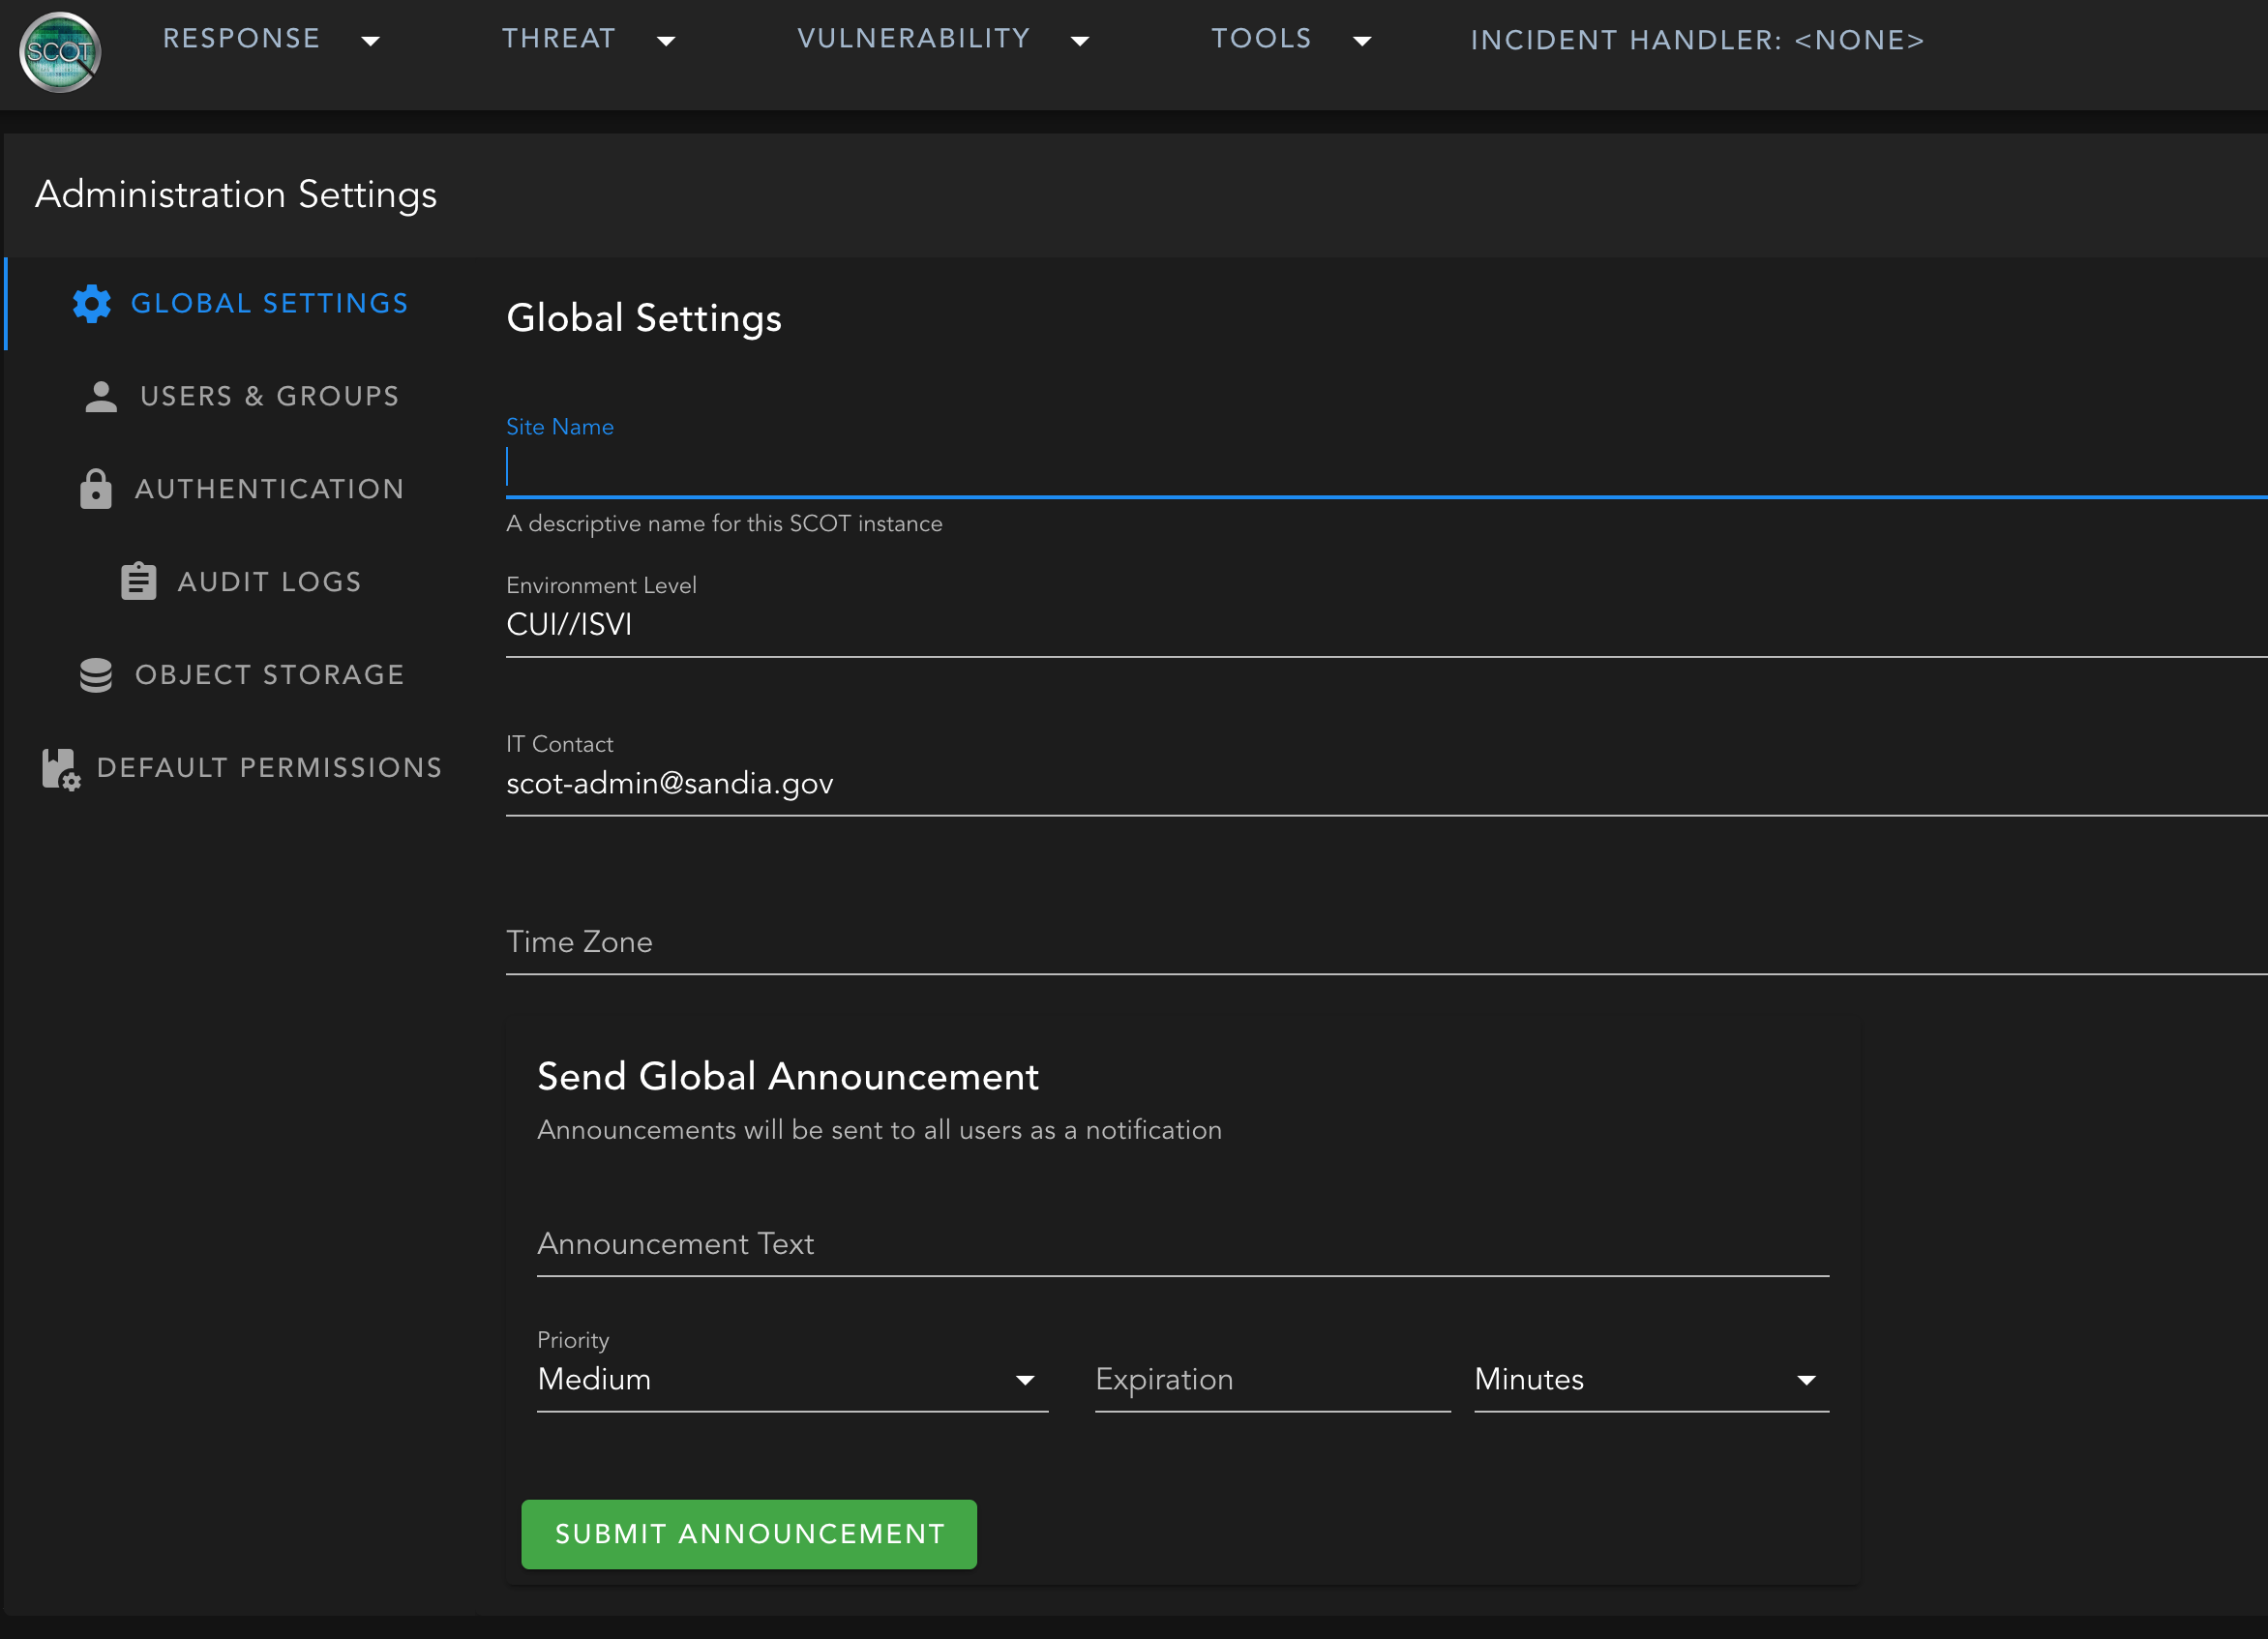 SCOT
RESPONSE
THREAT
VULNERABILITY
TOOLS
INCIDENT HANDLER: <NONE>
Administration Settings
GLOBAL SETTINGS
USERS & GROUPS
AUTHENTICATION
AUDIT LOGS
OBJECT STORAGE
DEFAULT PERMISSIONS
Global Settings
Site Name
A descriptive name for this SCOT instance
Environment Level
CUI//ISVI
IT Contact
scot-admin@sandia.gov
Time Zone
Send Global Announcement
Announcements will be sent to all users as a notification
Announcement Text
Priority
Medium
Expiration
Minutes
SUBMIT ANNOUNCEMENT